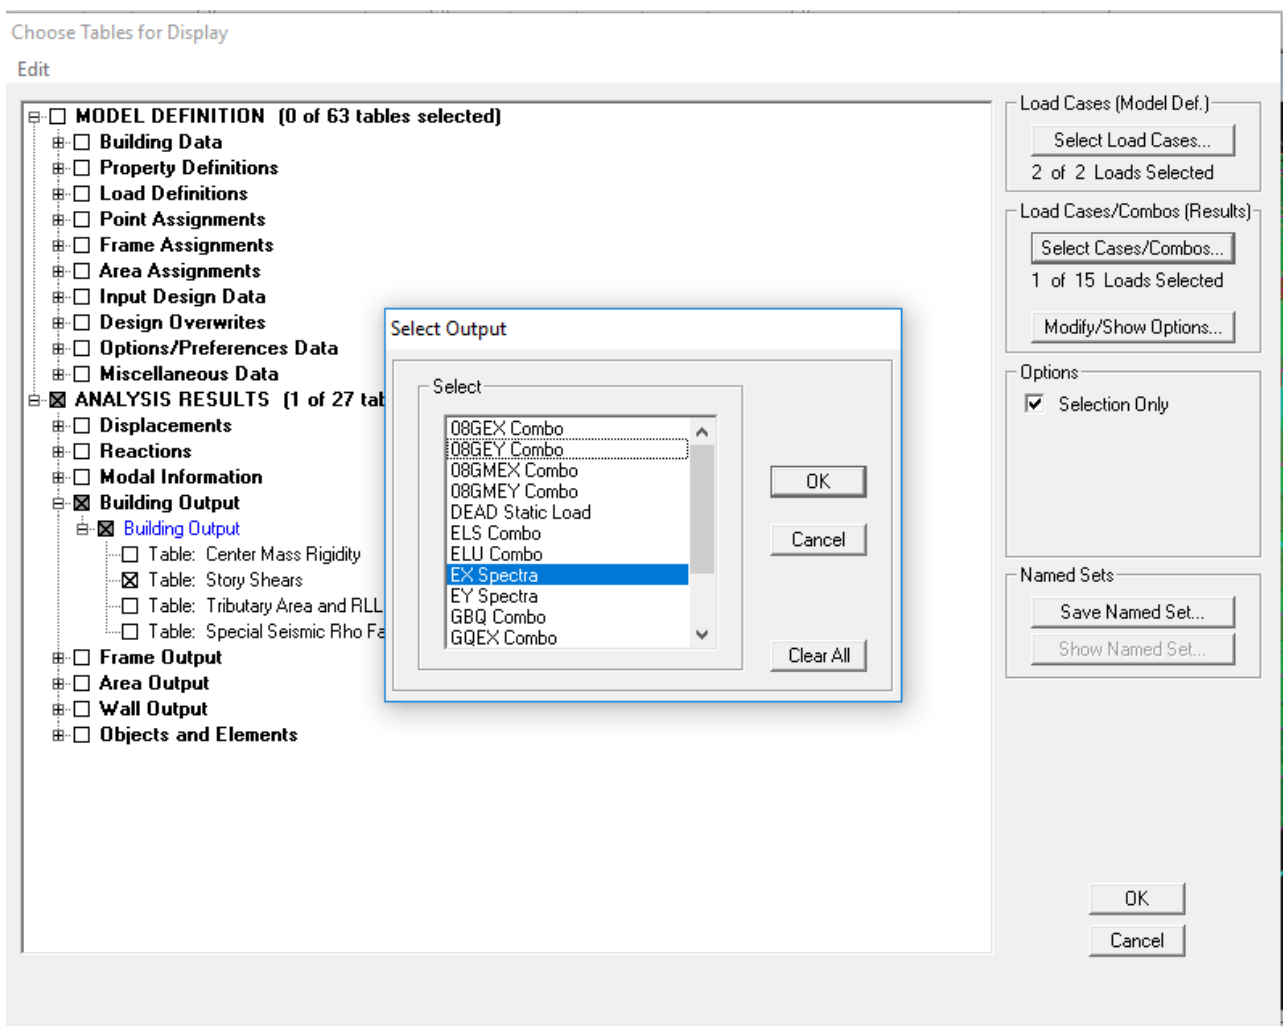 Choose Tables for Display
Edit
MODEL DEFINITION (0 of 63 tables selected)
Building Data
Property Definitions
Load Definitions
Point Assignments
Frame Assignments
Area Assignments
Input Design Data
Design Overwrites
Options/Preferences Data
Miscellaneous Data
ANALYSIS RESULTS (1 of 27 tab
Displacements
Reactions
Modal Information
Building Output
Building Output
Table: Center Mass Rigidity
Table: Story Shears
Table: Tributary Area and RLL
Table: Special Seismic Rho Fa
Frame Output
Area Output
Wall Output
Objects and Elements
Select Output
Select
08GEX Combo
08GEY Combo
08GMEX Combo
08GMEY Combo
DEAD Static Load
ELS Combo
ELU Combo
EX Spectra
EY Spectra
GBQ Combo
GQEX Combo
OK
Cancel
Clear All
Load Cases (Model Def.)
Select Load Cases...
2 of 2 Loads Selected
Load Cases/Combos (Results)
Select Cases/Combos...
1 of 15 Loads Selected
Modify/Show Options...
Options
Selection Only
Named Sets
Save Named Set...
Show Named Set...
OK
Cancel